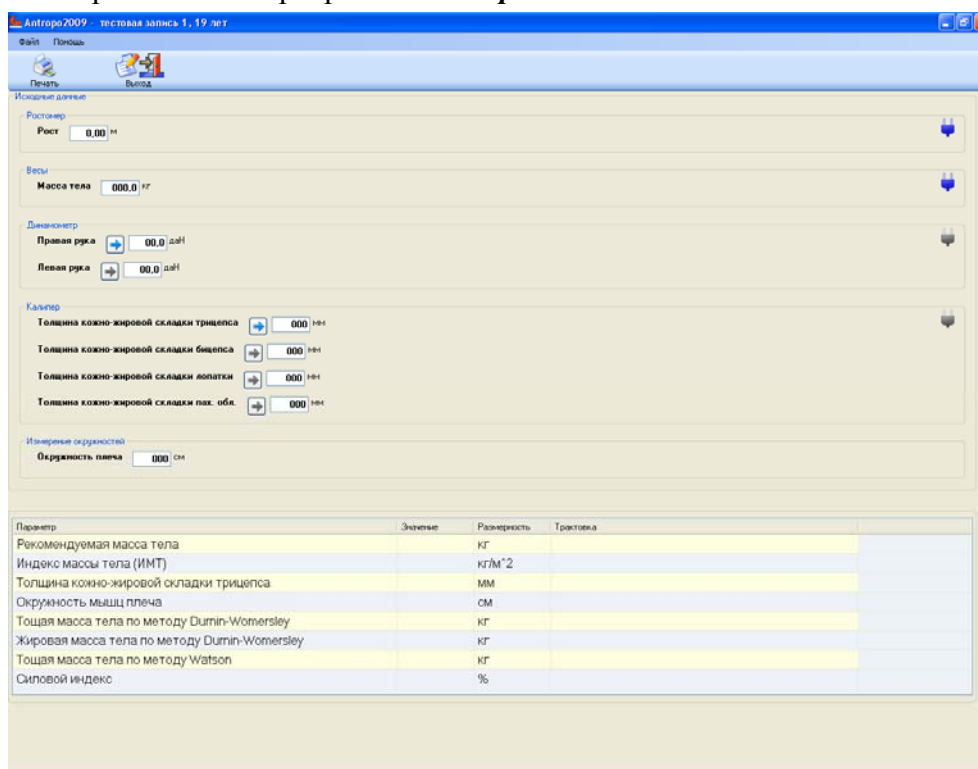 Antropo2009 - тестовая запись 1, 19 лет
Файл Помощь
Печать Выход
Исходные данные
Ростомер
Рост 0,00 м
Весы
Масса тела 000,0 кг
Динамометр
Правая рука 00,0 даН
Левая рука 00,0 даН
Калипер
Толщина кожно-жировой складки трицепса 000 мм
Толщина кожно-жировой складки бицепса 000 мм
Толщина кожно-жировой складки лопатки 000 мм
Толщина кожно-жировой складки пах. обл. 000 мм
Измерение окружностей
Окружность плеча 000 см
Параметр Значение Размерность Трактовка
Рекомендуемая масса тела кг
Индекс массы тела (ИМТ) кг/м^2
Толщина кожно-жировой складки трицепса мм
Окружность мышц плеча см
Тощая масса тела по методу Durnin-Womersley кг
Жировая масса тела по методу Durnin-Womersley кг
Тощая масса тела по методу Watson кг
Силовой индекс %